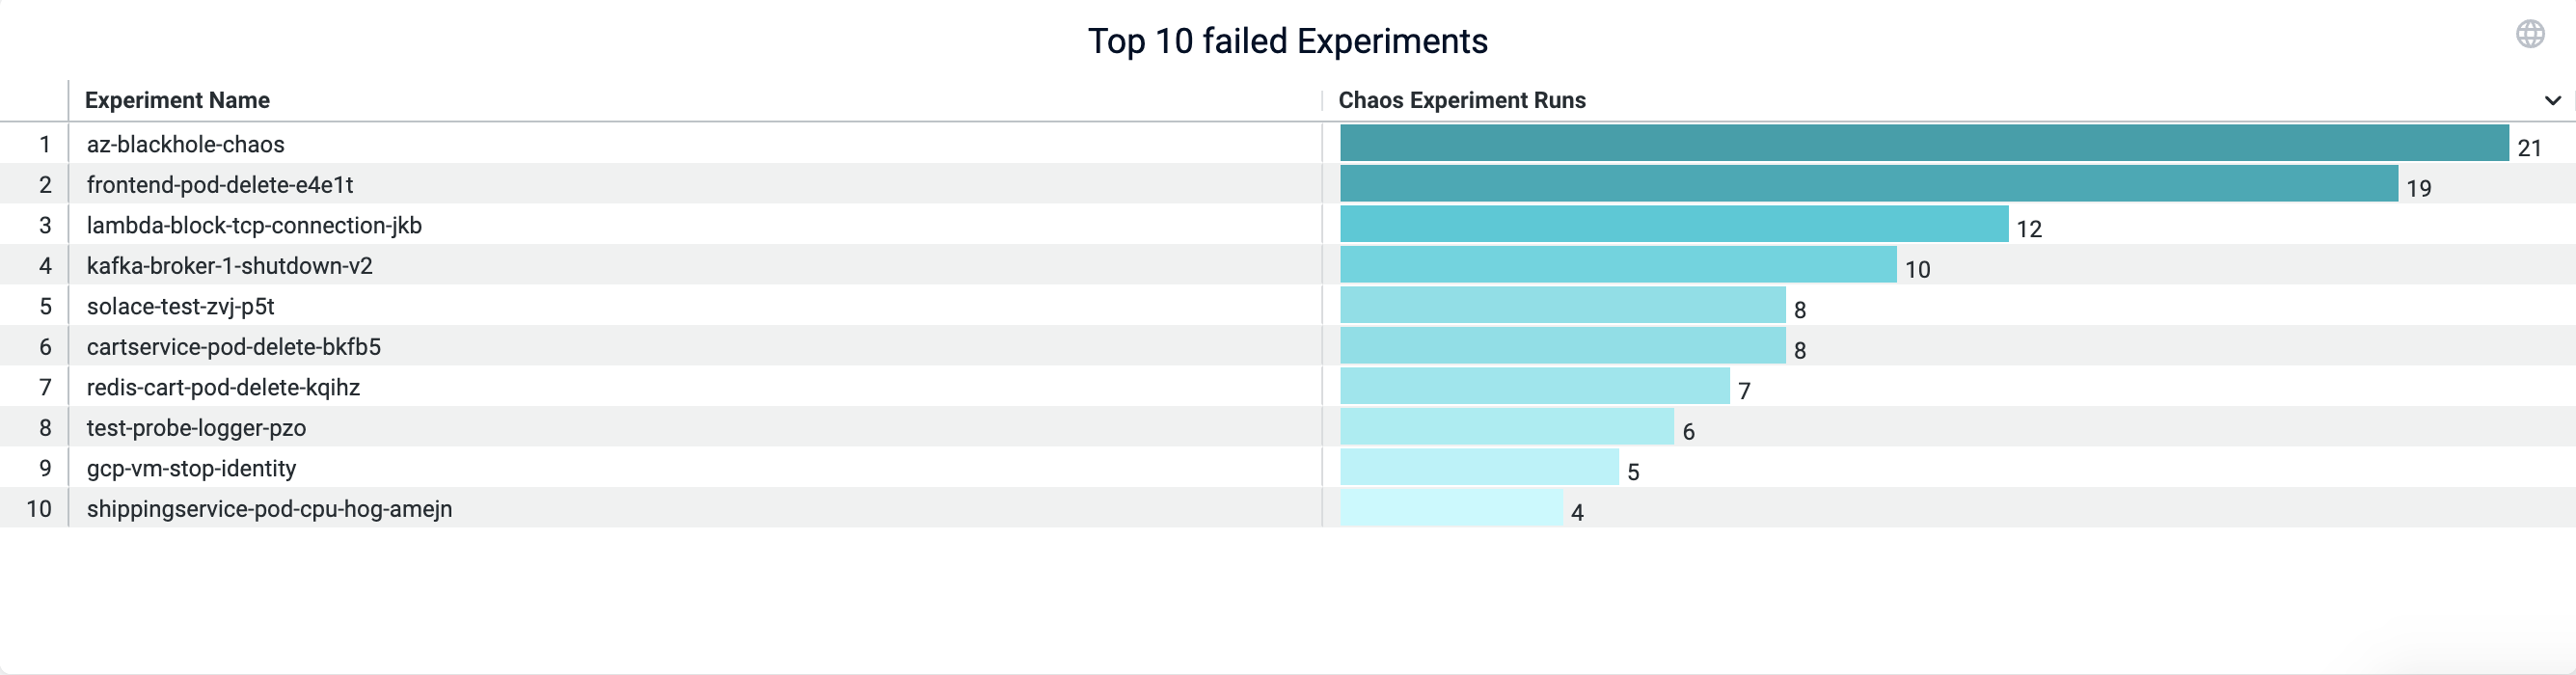 Top 10 failed Experiments
Experiment Name Chaos Experiment Runs
1 az-blackhole-chaos 21
2 frontend-pod-delete-e4e1t 19
3 lambda-block-tcp-connection-jkb 12
4 kafka-broker-1-shutdown-v2 10
5 solace-test-zvj-p5t 8
6 cartservice-pod-delete-bkfb5 8
7 redis-cart-pod-delete-kqihz 7
8 test-probe-logger-pzo 6
9 gcp-vm-stop-identity 5
10 shippingservice-pod-cpu-hog-amejn 4